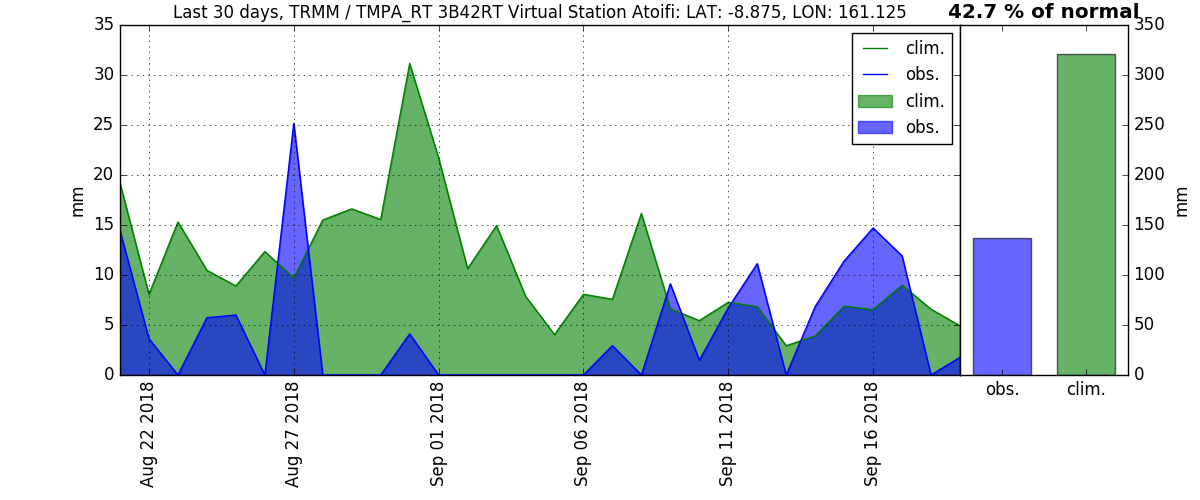 Last 30 days, TRMM / TMPA_RT 3B42RT Virtual Station Atoifi: LAT: -8.875, LON: 161.125
42.7 % of normal
35
30
25
20
15
10
5
0
mm
clim.
obs.
clim.
obs.
Aug 22 2018
Aug 27 2018
Sep 01 2018
Sep 06 2018
Sep 11 2018
Sep 16 2018
350
300
250
200
150
100
50
0
mm
obs.
clim.